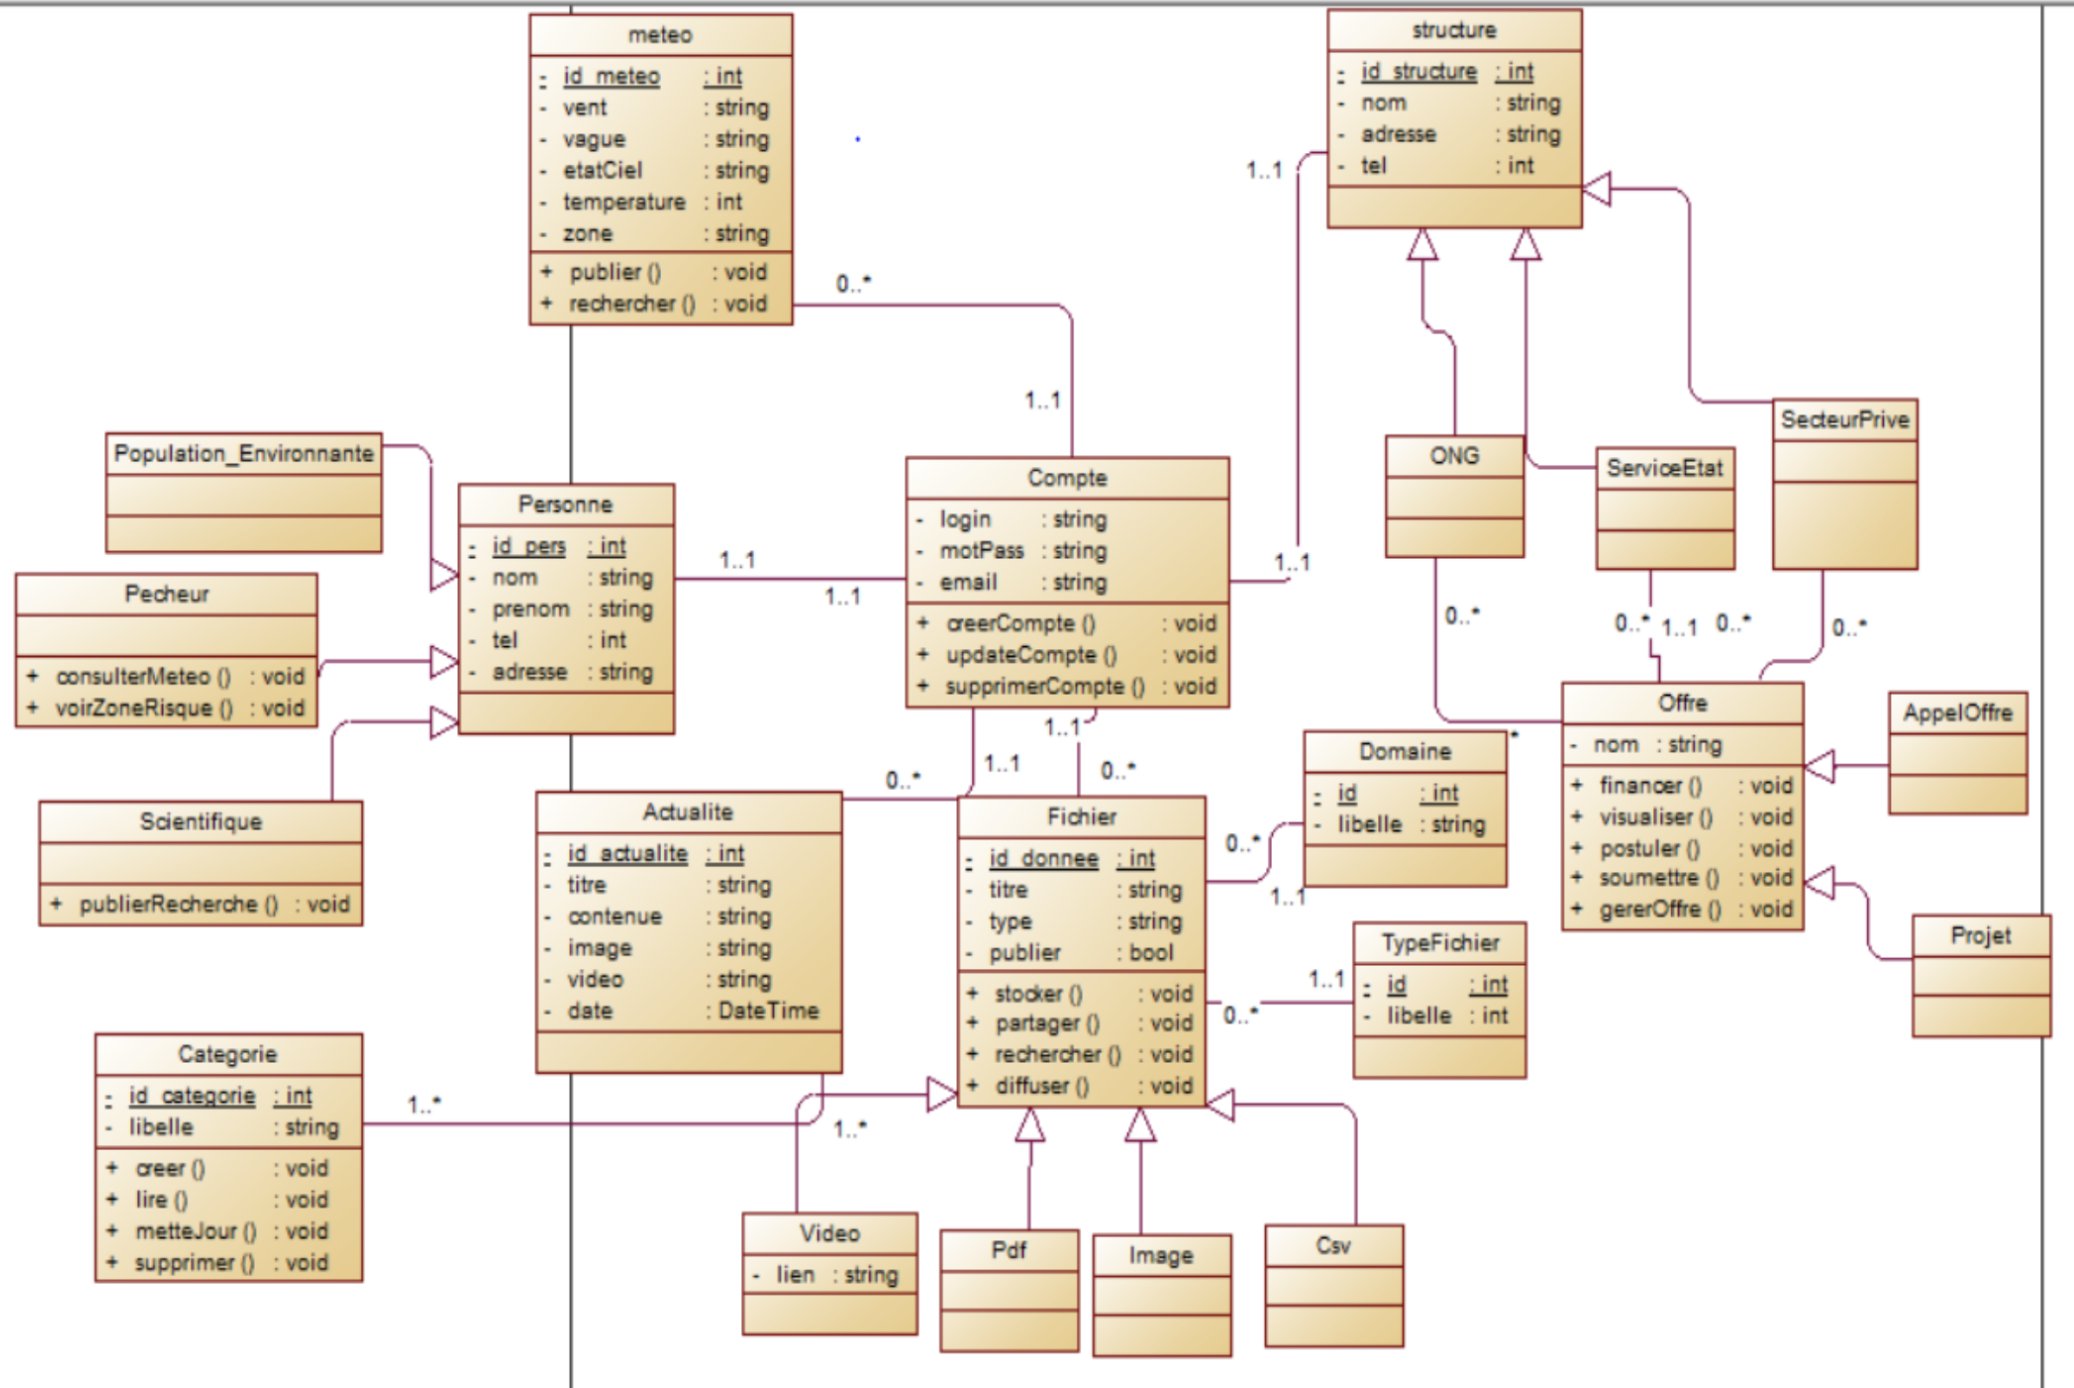 meteo
- id_meteo : int
- vent : string
- vague : string
- etatCiel : string
- temperature : int
- zone : string
+ publier () : void
+ rechercher () : void
0..*
1..1
structure
- id_structure : int
- nom : string
- adresse : string
- tel : int
1..1
1..1
Population_Environnante
Pecheur
+ consulterMeteo () : void
+ voirZoneRisque () : void
Scientifique
+ publierRecherche () : void
Personne
- id_pers : int
- nom : string
- prenom : string
- tel : int
- adresse : string
1..1
1..1
Compte
- login : string
- motPass : string
- email : string
+ creerCompte () : void
+ updateCompte () : void
+ supprimerCompte () : void
ONG
ServiceEtat
SecteurPrive
0..*
0..*
1..1
0..*
0..*
Offre
- nom : string
+ financer () : void
+ visualiser () : void
+ postuler () : void
+ soumettre () : void
+ gererOffre () : void
AppelOffre
Projet
1..1
1..1
0..*
0..*
Actualite
- id_actualite : int
- titre : string
- contenue : string
- image : string
- video : string
- date : DateTime
Fichier
- id_donnee : int
- titre : string
- type : string
- publier : bool
+ stocker () : void
+ partager () : void
+ rechercher () : void
+ diffuser () : void
Domaine
*
- id : int
- libelle : string
0..*
1..1
TypeFichier
- id : int
- libelle : int
1..1
0..*
Categorie
- id_categorie : int
- libelle : string
+ creer () : void
+ lire () : void
+ metteJour () : void
+ supprimer () : void
1..*
1..*
Video
- lien : string
Pdf
Image
Csv